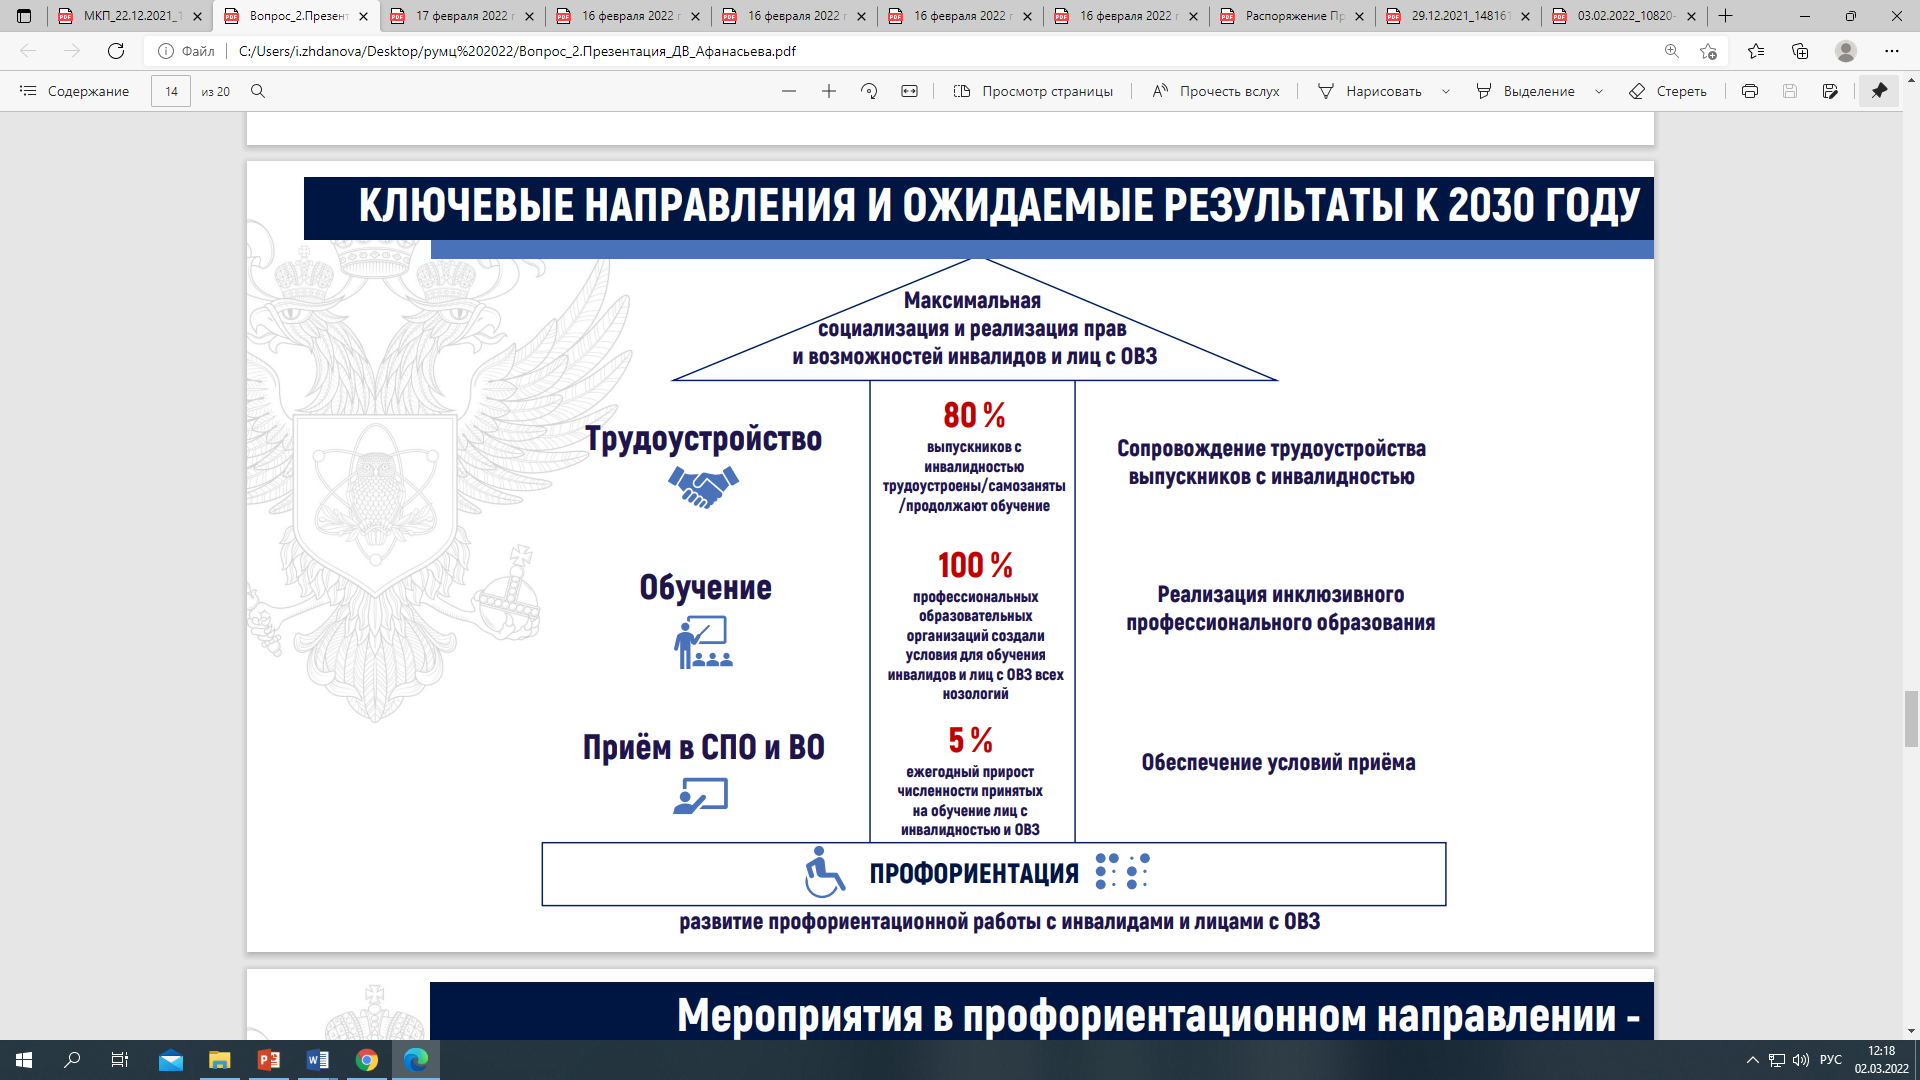 МКП_22.12.2021_1
Вопрос_2.Презент
17 февраля 2022 г
16 февраля 2022 г
16 февраля 2022 г
16 февраля 2022 г
16 февраля 2022 г
Распоряжение Пр
29.12.2021_148161
03.02.2022_10820-
Файл
C:/Users/i.zhdanova/Desktop/румц%202022/Вопрос_2.Презентация_ДВ_Афанасьева.pdf
Содержание
14
из 20
Просмотр страницы
Прочесть вслух
Нарисовать
Выделение
Стереть
КЛЮЧЕВЫЕ НАПРАВЛЕНИЯ И ОЖИДАЕМЫЕ РЕЗУЛЬТАТЫ К 2030 ГОДУ
Максимальная
социализация и реализация прав
и возможностей инвалидов и лиц с ОВЗ
Трудоустройство
80 %
выпускников с
инвалидностью
трудоустроены/самозаняты
/продолжают обучение
Сопровождение трудоустройства
выпускников с инвалидностью
Обучение
100 %
профессиональных
образовательных
организаций создали
условия для обучения
инвалидов и лиц с ОВЗ всех
нозологий
Реализация инклюзивного
профессионального образования
Приём в СПО и ВО
5 %
ежегодный прирост
численности принятых
на обучение лиц с
инвалидностью и ОВЗ
Обеспечение условий приёма
ПРОФОРИЕНТАЦИЯ
развитие профориентационной работы с инвалидами и лицами с ОВЗ
Мероприятия в профориентационном направлении -
РУС
12:18
02.03.2022